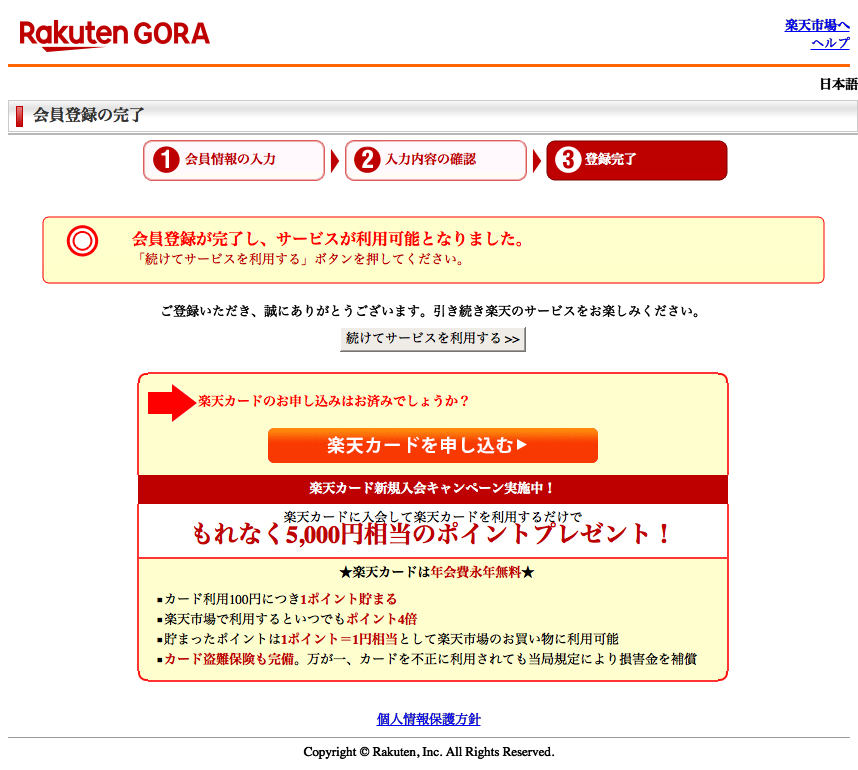 Rakuten GORA
楽天市場へ
ヘルプ
日本語
会員登録の完了
1 会員情報の入力
2 入力内容の確認
3 登録完了
会員登録が完了し、サービスが利用可能となりました。
「続けてサービスを利用する」ボタンを押してください。
ご登録いただき、誠にありがとうございます。引き続き楽天のサービスをお楽しみください。
続けてサービスを利用する >>
楽天カードのお申し込みはお済みでしょうか？
楽天カードを申し込む
楽天カード新規入会キャンペーン実施中！
楽天カードに入会して楽天カードを利用するだけで
もれなく5,000円相当のポイントプレゼント！
★楽天カードは年会費永年無料★
■カード利用100円につき1ポイント貯まる
■楽天市場で利用するといつでもポイント4倍
■貯まったポイントは1ポイント＝1円相当として楽天市場のお買い物に利用可能
■カード盗難保険も完備。万が一、カードを不正に利用されても当局規定により損害金を補償
個人情報保護方針
Copyright © Rakuten, Inc. All Rights Reserved.